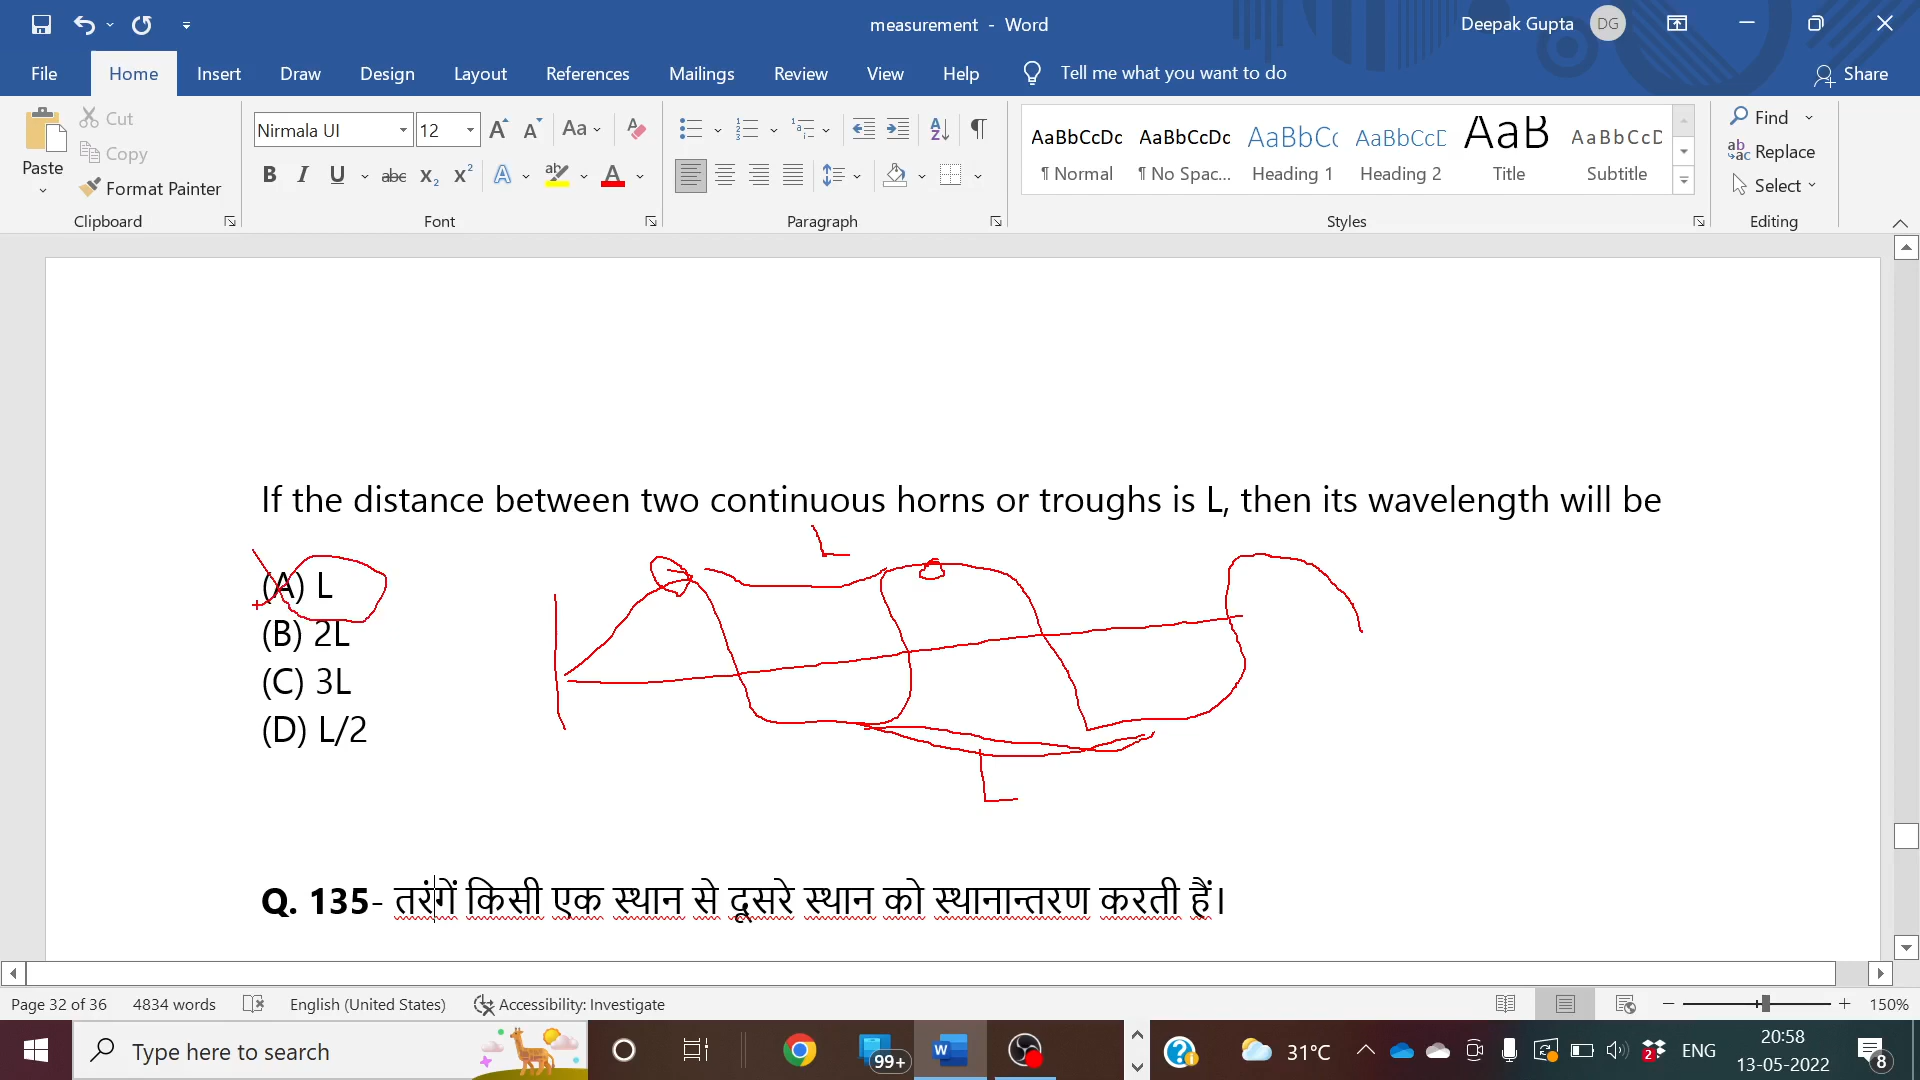 measurement - Word
Deepak Gupta DG
File Home Insert Draw Design Layout References Mailings Review View Help Tell me what you want to do Share
Paste Cut Copy Format Painter
Clipboard
Nirmala UI 12
Font
Paragraph
AaBbCcDc AaBbCcDc AaBbCc AaBbCcD AaB AaBbCcD
¶ Normal ¶ No Spac... Heading 1 Heading 2 Title Subtitle
Styles
Find
Replace
Select
Editing
If the distance between two continuous horns or troughs is L, then its wavelength will be
L
(A) L
(B) 2L
(C) 3L
(D) L/2
L
Q. 135- तरंगें किसी एक स्थान से दूसरे स्थान को स्थानान्तरण करती हैं।
Page 32 of 36 4834 words English (United States) Accessibility: Investigate 150%
Type here to search
99+
31°C
ENG
20:58
13-05-2022
2
8